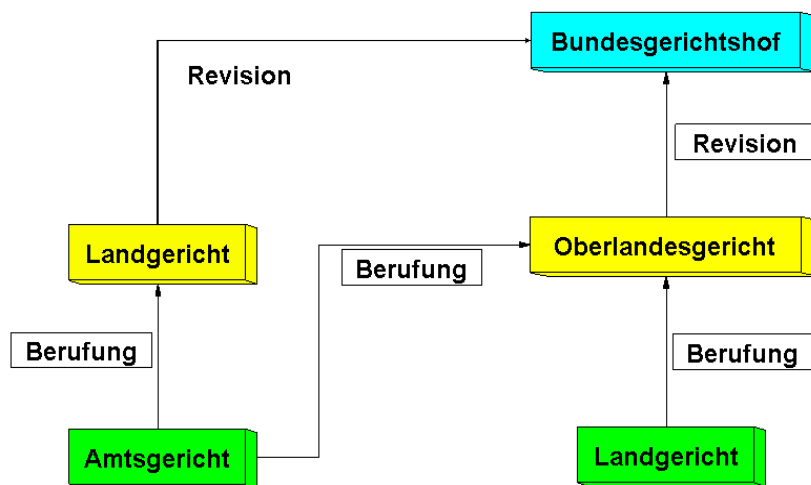 Bundesgerichtshof
Revision
Revision
Landgericht
Oberlandesgericht
Berufung
Berufung
Berufung
Amtsgericht
Landgericht